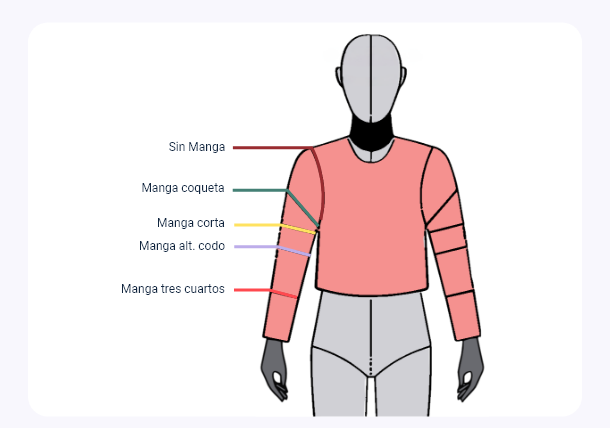 Sin Manga
Manga coqueta
Manga corta
Manga alt. codo
Manga tres cuartos